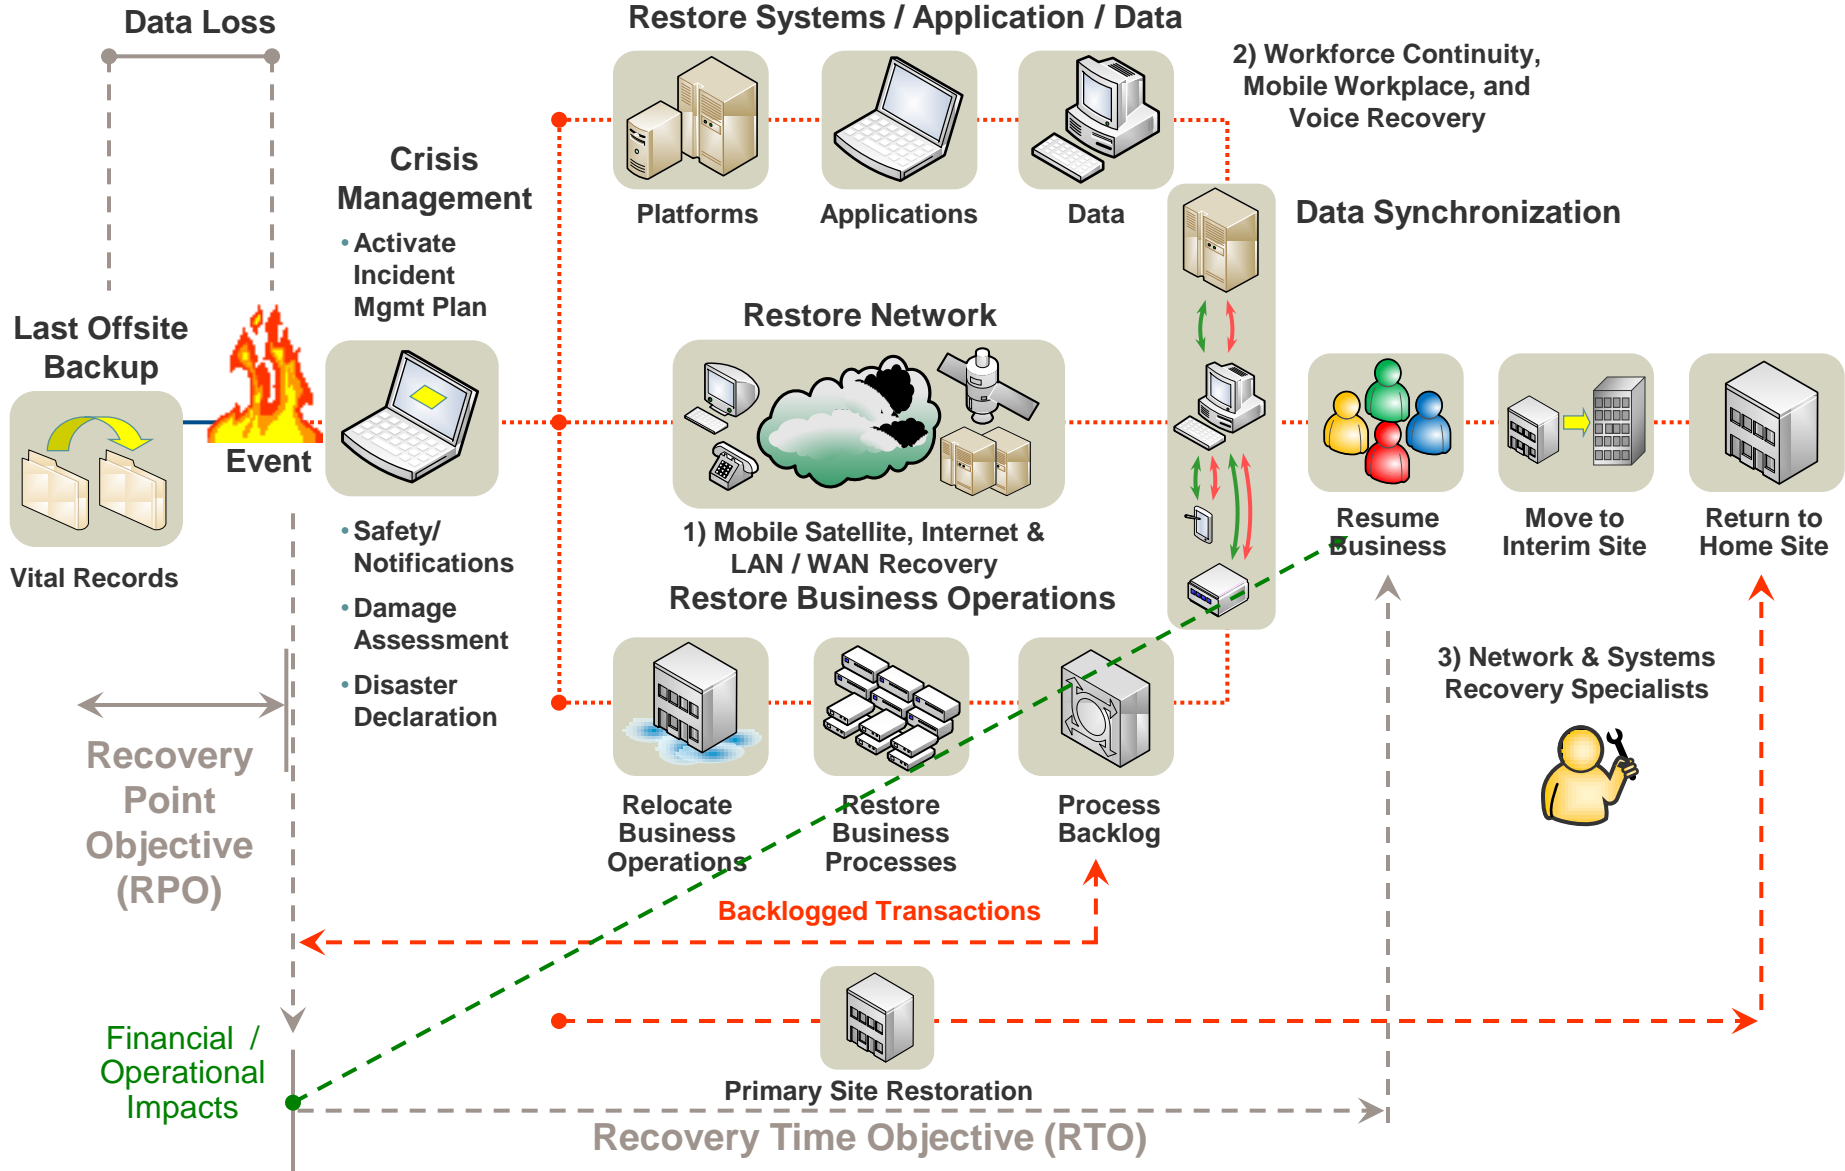 Data Loss
Restore Systems / Application / Data
2) Workforce Continuity,
Mobile Workplace, and
Voice Recovery
Crisis
Management
• Activate
Incident
Mgmt Plan
Platforms
Applications
Data
Data Synchronization
Last Offsite
Backup
Restore Network
Event
Vital Records
• Safety/
Notifications
• Damage
Assessment
• Disaster
Declaration
1) Mobile Satellite, Internet &
LAN / WAN Recovery
Resume
Business
Move to
Interim Site
Return to
Home Site
Restore Business Operations
3) Network & Systems
Recovery Specialists
Recovery
Point
Objective
(RPO)
Relocate
Business
Operations
Restore
Business
Processes
Process
Backlog
Backlogged Transactions
Financial /
Operational
Impacts
Primary Site Restoration
Recovery Time Objective (RTO)